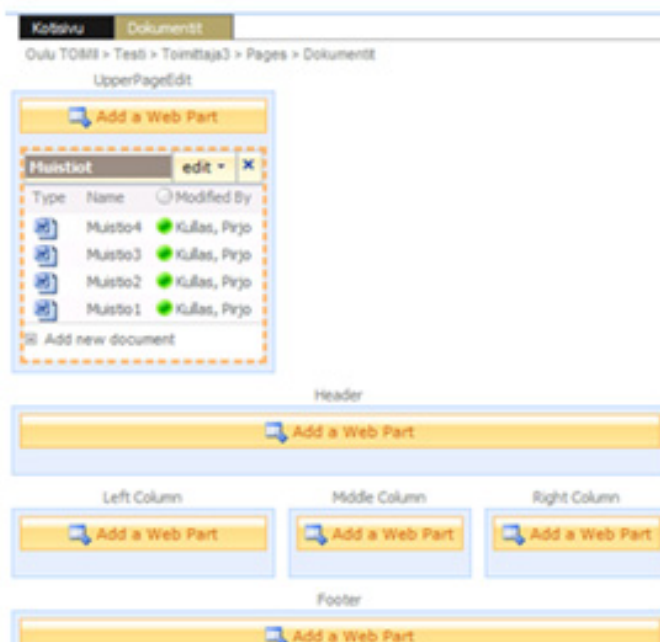 Kotisivu Dokumentit
Oulu TOIMII > Testi > Toimittaja3 > Pages > Dokumentit
UpperPageEdit
Add a Web Part
Muistiot edit
Type Name Modified By
Muistio4 Kullas, Pirjo
Muistio3 Kullas, Pirjo
Muistio2 Kullas, Pirjo
Muistio1 Kullas, Pirjo
Add new document
Header
Add a Web Part
Left Column Middle Column Right Column
Add a Web Part Add a Web Part Add a Web Part
Footer
Add a Web Part